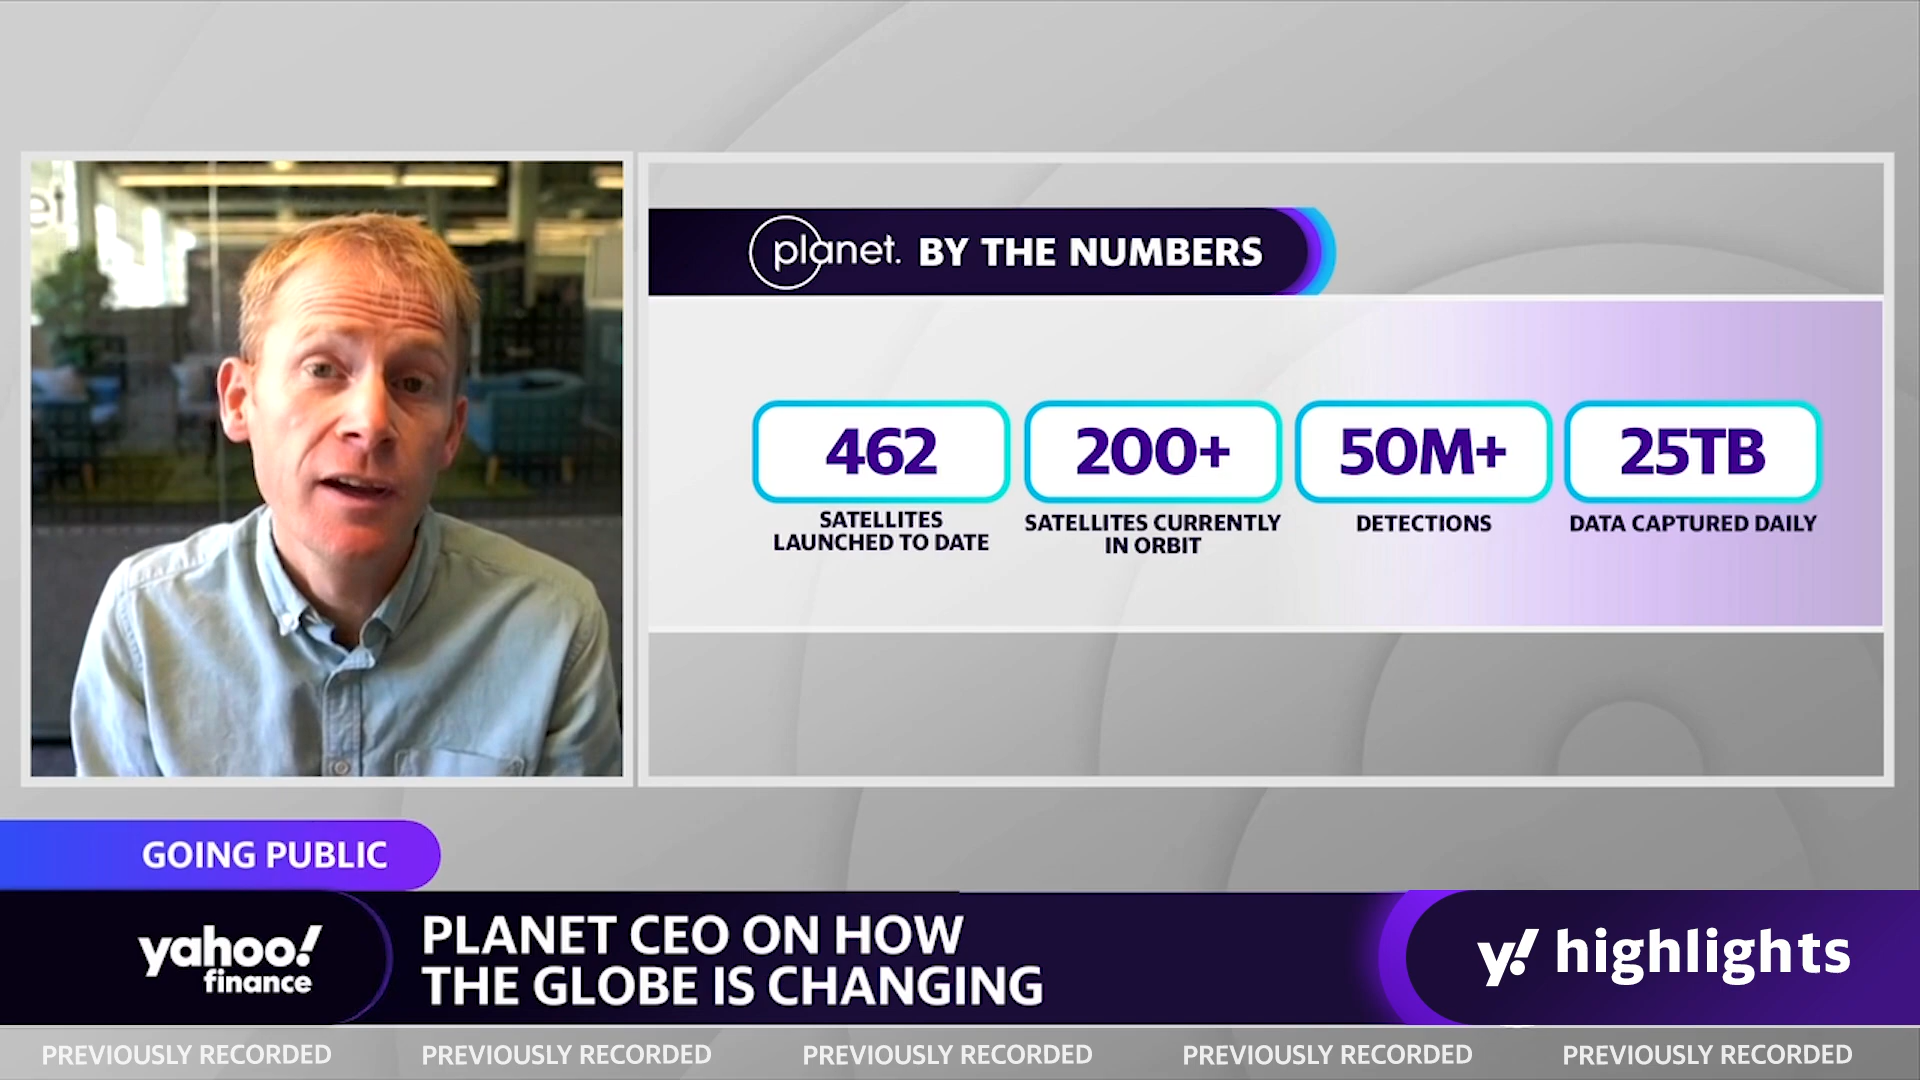 et
planet. BY THE NUMBERS
462
SATELLITES
LAUNCHED TO DATE
200+
SATELLITES CURRENTLY
IN ORBIT
50M+
DETECTIONS
25TB
DATA CAPTURED DAILY
GOING PUBLIC
yahoo!
finance
PLANET CEO ON HOW
THE GLOBE IS CHANGING
y! highlights
PREVIOUSLY RECORDED PREVIOUSLY RECORDED PREVIOUSLY RECORDED PREVIOUSLY RECORDED PREVIOUSLY RECORDED